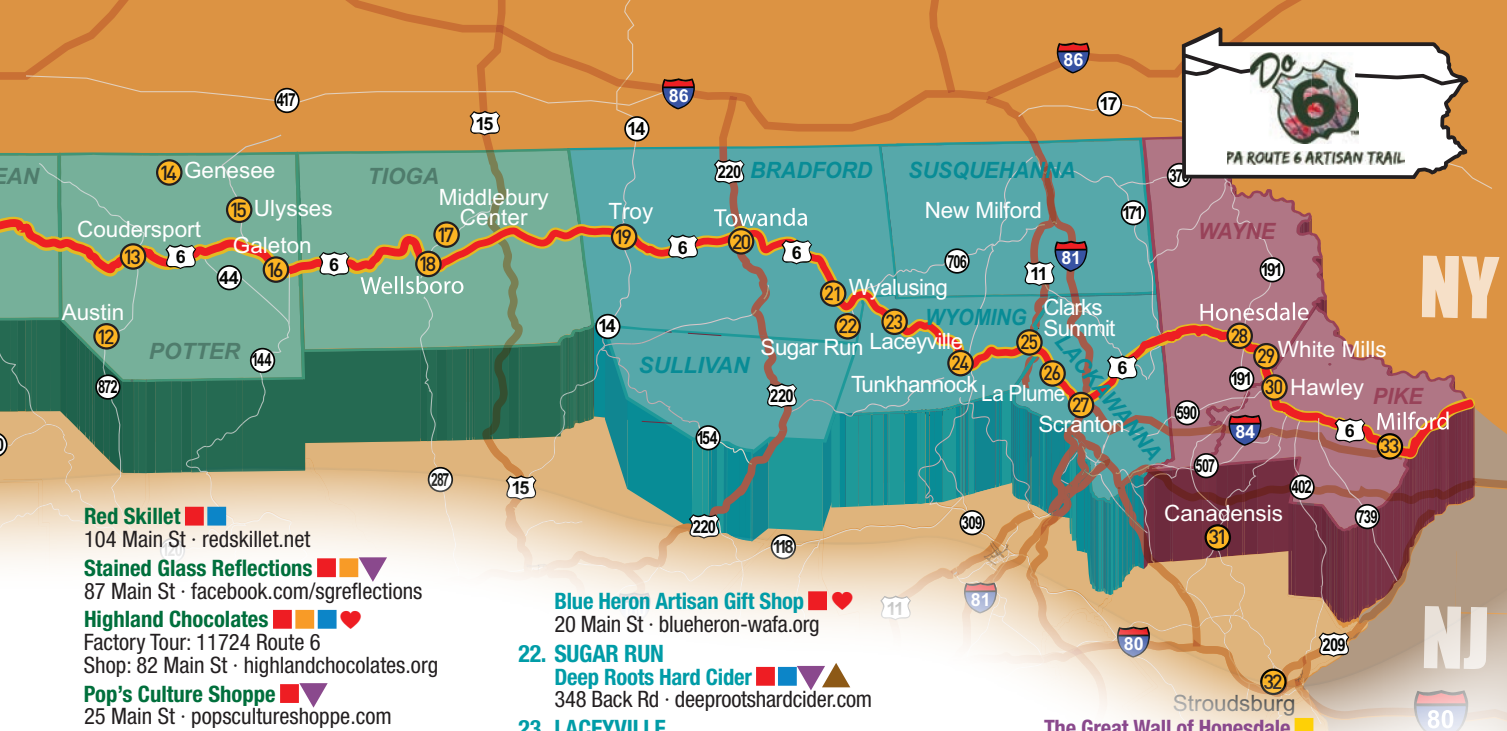 86
86
17
417
15
14
Do
6
™
PA ROUTE 6 ARTISAN TRAIL
EAN
14 Genesee
TIOGA
220
BRADFORD
SUSQUEHANNA
15 Ulysses
Middlebury
Center
Troy
Towanda
New Milford
171
WAYNE
Coudersport
13
6
Galeton
16
44
6
17
18
Wellsboro
19
6
20
6
706
11
81
191
NY
21
Wyalusing
22
Sugar Run
23
Laceyville
WYOMING
Clarks
Summit
Honesdale
28
Austin
12
POTTER
144
872
14
SULLIVAN
24
Tunkhannock
25
26
La Plume
27
Scranton
LACKAWANNA
6
29
White Mills
191
30
Hawley
PIKE
Milford
33
6
590
84
220
154
287
15
220
118
309
507
402
739
Canadensis
31
11
81
80
209
NJ
32
Stroudsburg
80
Red Skillet
104 Main St · redskillet.net
Stained Glass Reflections
87 Main St · facebook.com/sgreflections
Highland Chocolates
Factory Tour: 11724 Route 6
Shop: 82 Main St · highlandchocolates.org
Pop's Culture Shoppe
25 Main St · popscultureshoppe.com
Blue Heron Artisan Gift Shop
20 Main St · blueheron-wafa.org
22. SUGAR RUN
Deep Roots Hard Cider
348 Back Rd · deeprootshardcider.com
23. LACEYVILLE
The Great Wall of Honesdale